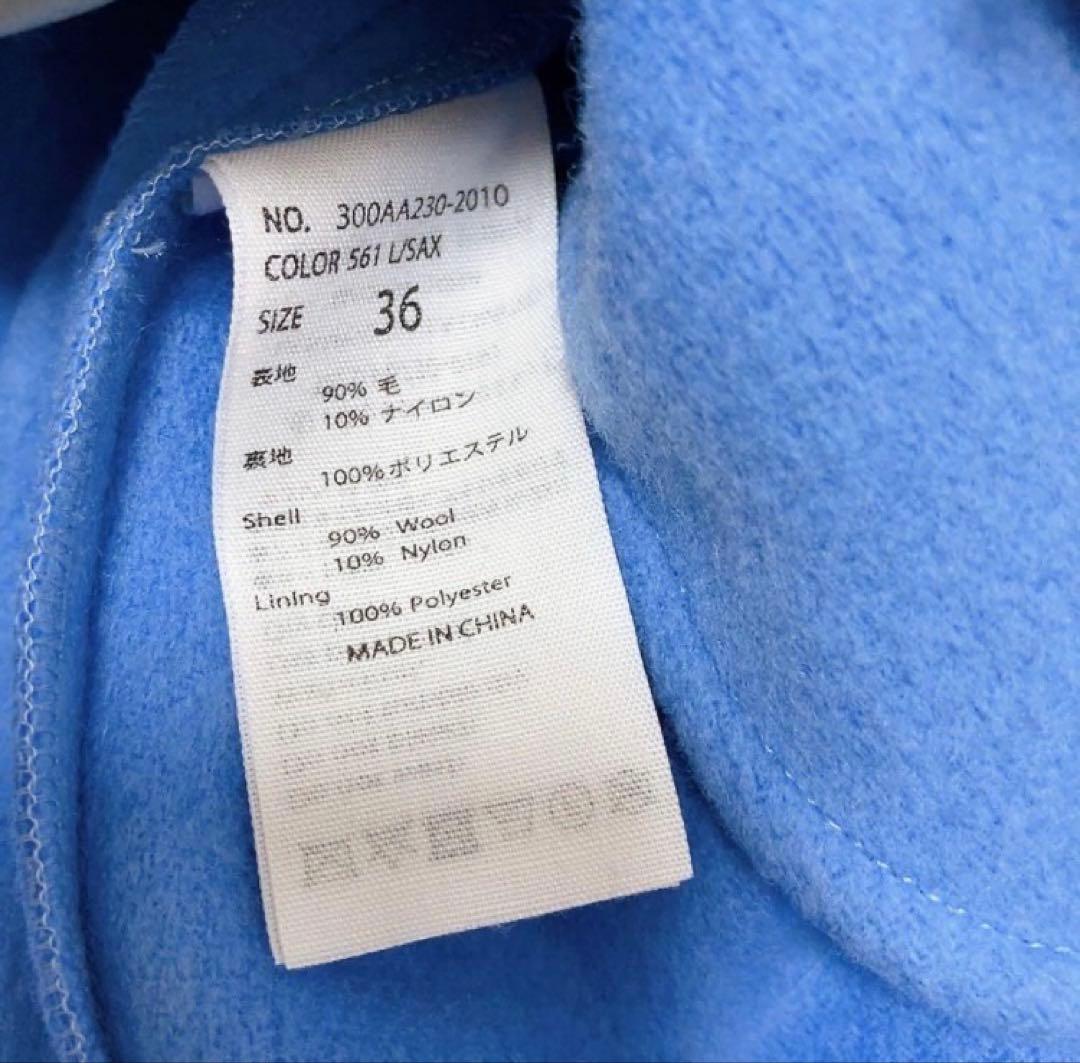 NO. 300AA230-2010
COLOR 561 L/SAX
SIZE 36
表地
90% 毛
10% ナイロン
裏地
100%ポリエステル
Shell
90% Wool
10% Nylon
Lining
100% Polyester
MADE IN CHINA